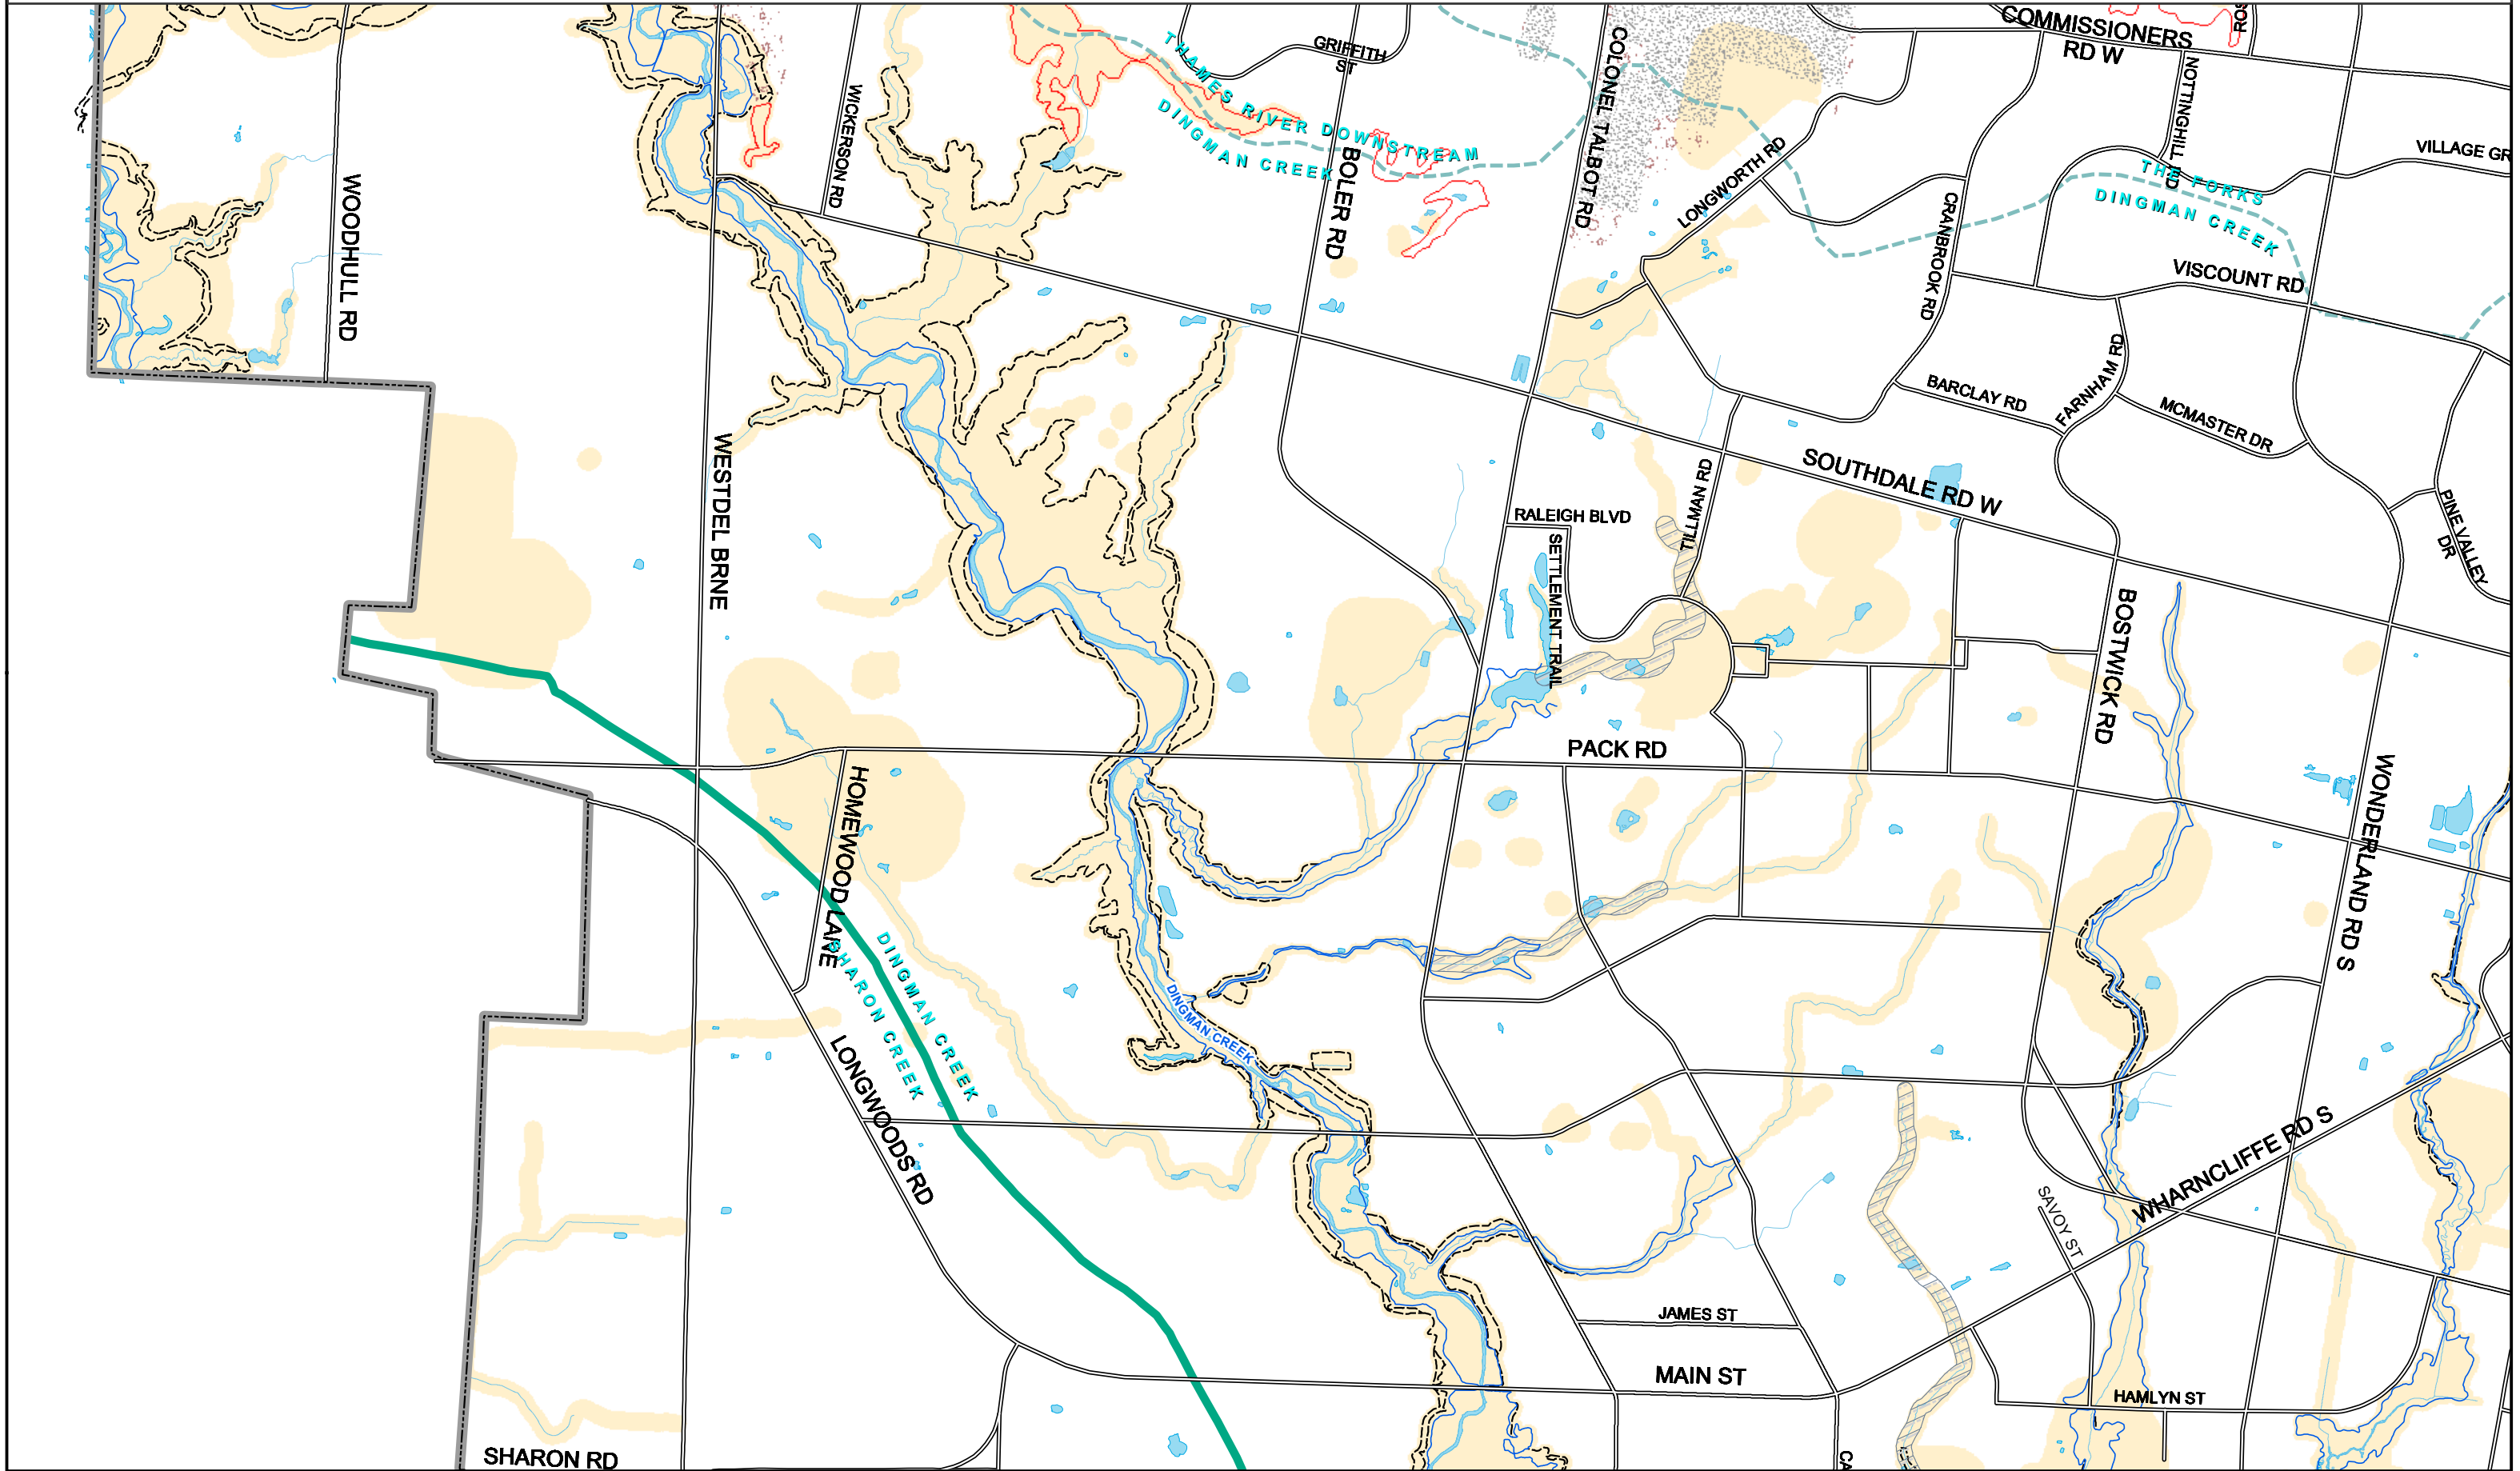 COMMISSIONERS
RD W
GRIFFITH
ST
COLONEL TALBOT RD
NOTTINGHILL RD
THAMES RIVER DOWNSTREAM
DINGMAN CREEK
WICKERSON RD
BOLER RD
LONGWORTH RD
VILLAGE GR
THE FORKS
DINGMAN CREEK
WOODHULL RD
CRANBROOK RD
VISCOUNT RD
FARNHAM RD
BARCLAY RD
MCMASTER DR
WESTDEL BRNE
SOUTHDALE RD W
TILLMAN RD
PINE VALLEY
DR
RALEIGH BLVD
SETTLEMENT TRAIL
BOSTWICK RD
PACK RD
HOMEWOOD LANE
WONDERLAND RD S
DINGMAN CREEK
SHARON CREEK
DINGMAN CREEK
LONGWOODS RD
WHARNCLIFFE RD S
SAVOY ST
JAMES ST
MAIN ST
HAMLYN ST
SHARON RD